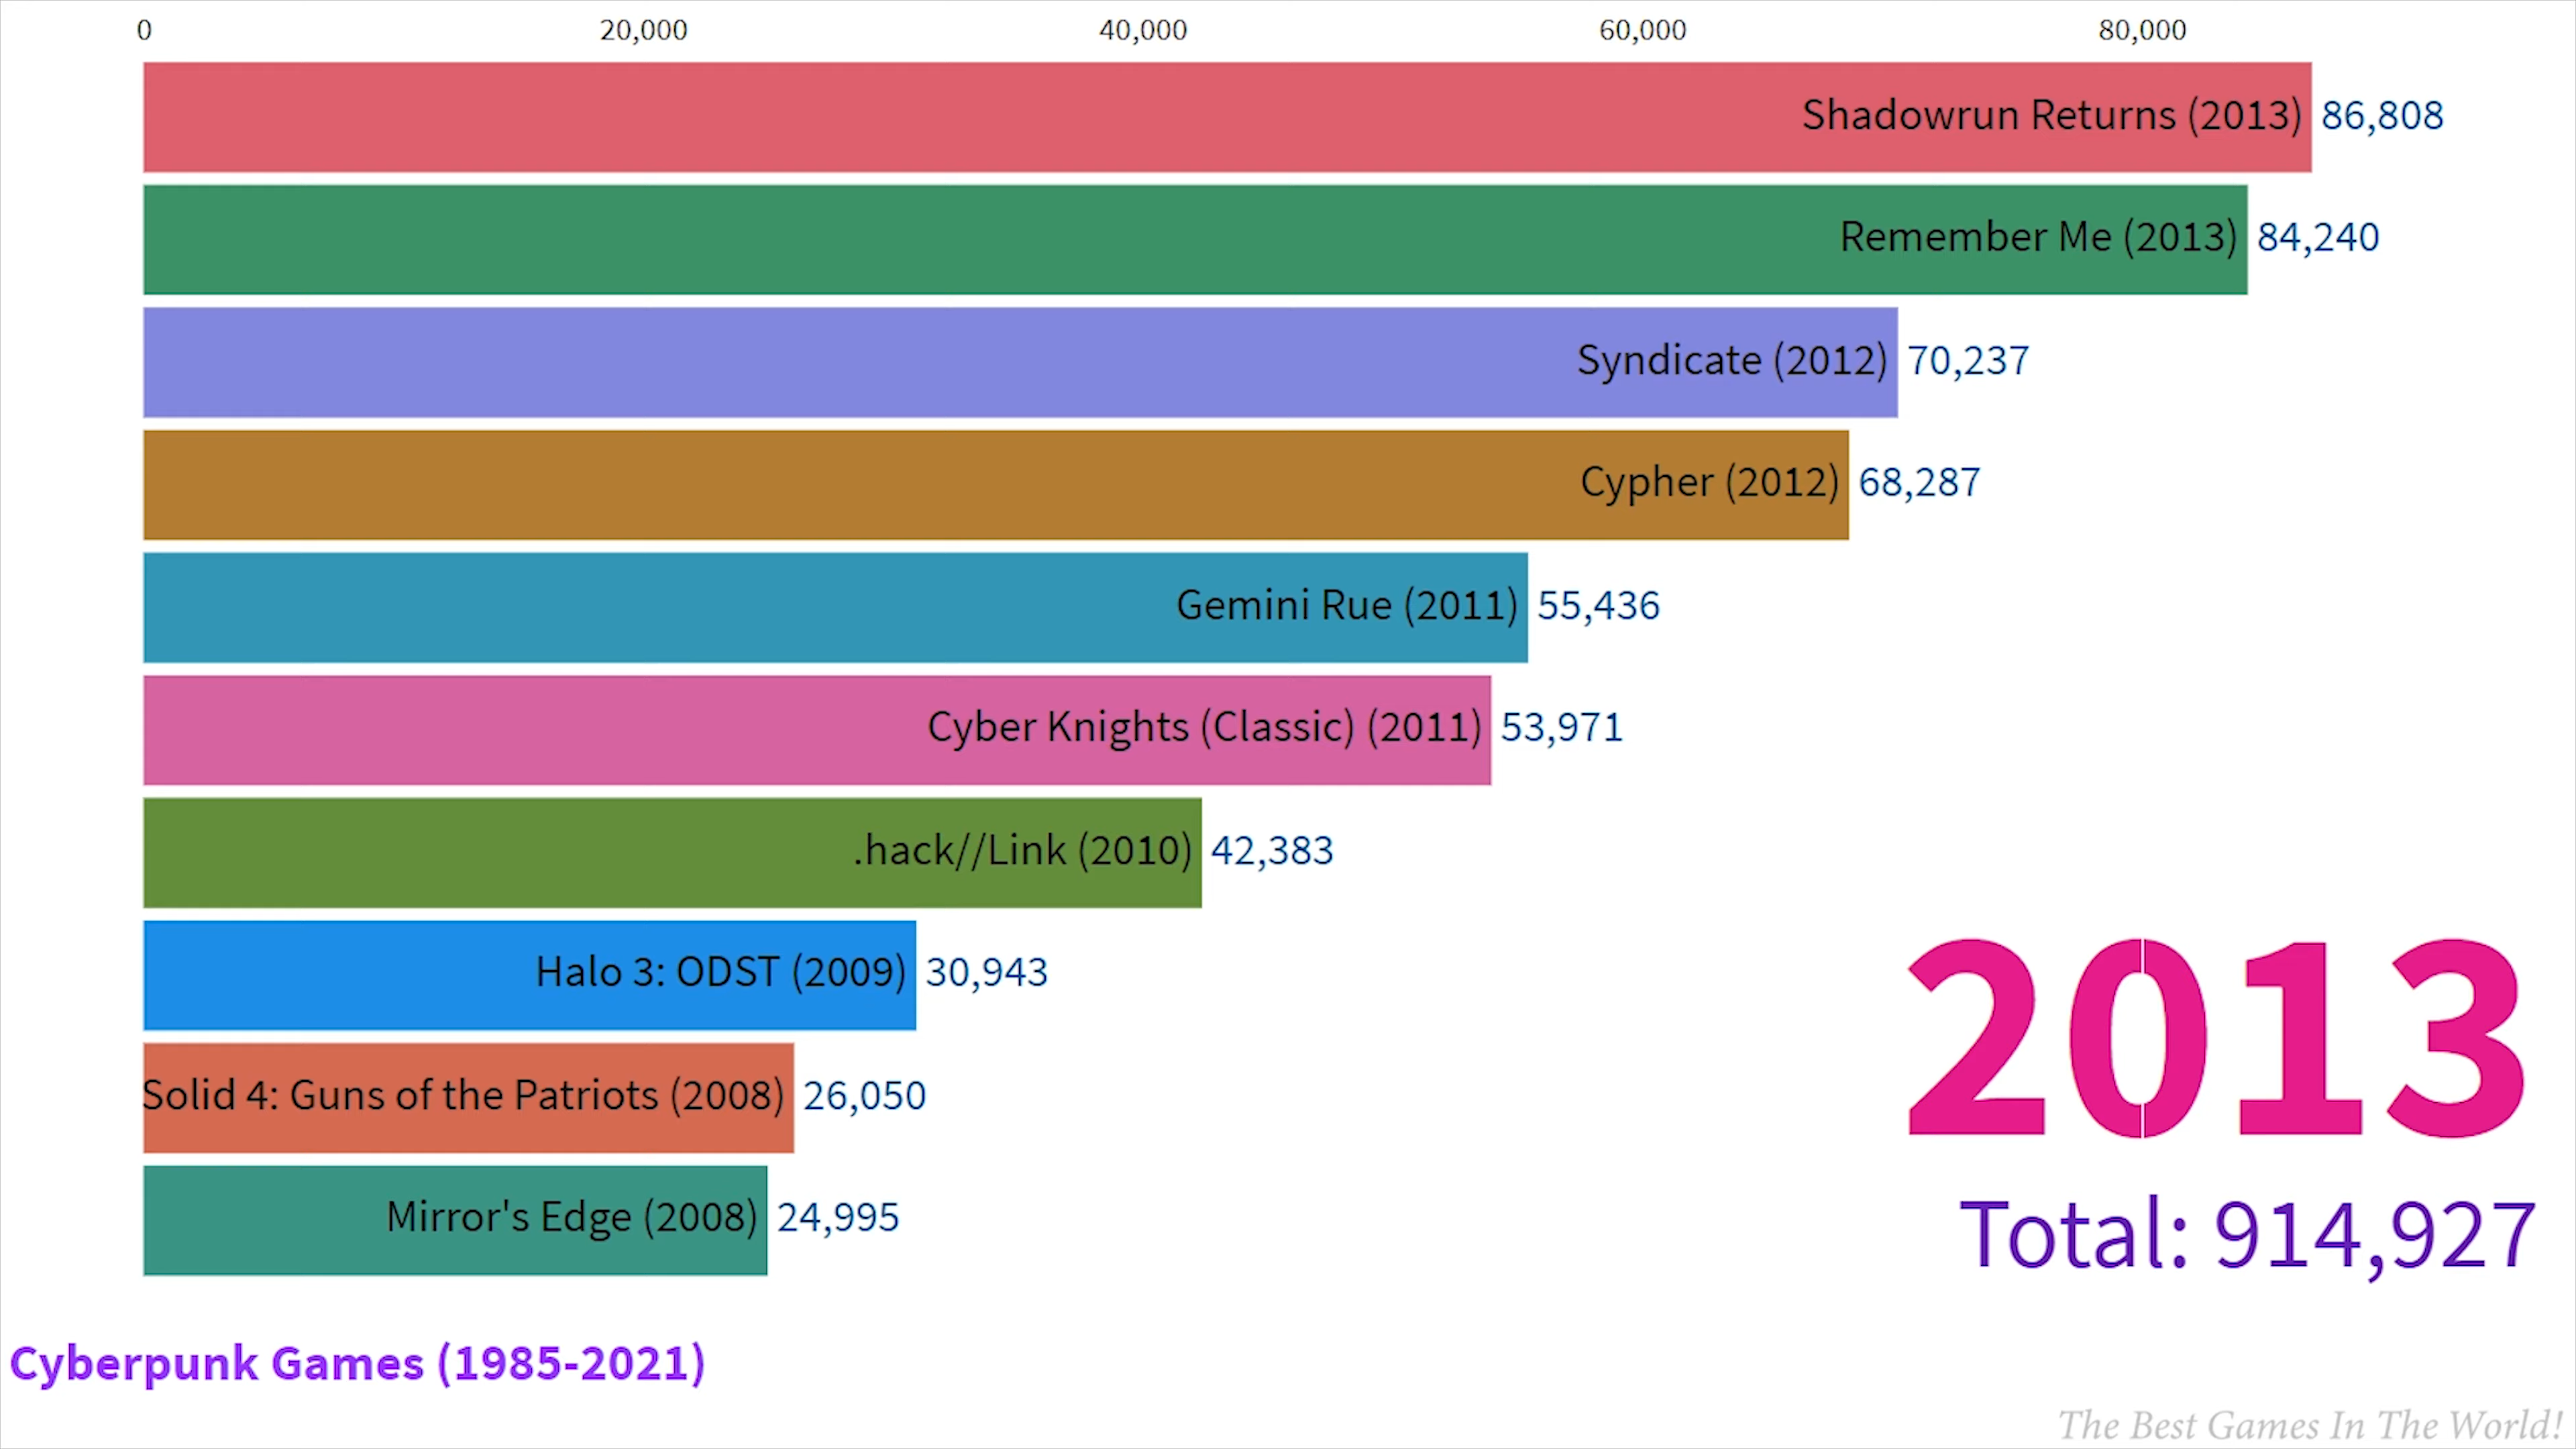 0 20,000 40,000 60,000 80,000
Shadowrun Returns (2013) 86,808
Remember Me (2013) 84,240
Syndicate (2012) 70,237
Cypher (2012) 68,287
Gemini Rue (2011) 55,436
Cyber Knights (Classic) (2011) 53,971
.hack//Link (2010) 42,383
Halo 3: ODST (2009) 30,943
Solid 4: Guns of the Patriots (2008) 26,050
Mirror's Edge (2008) 24,995
2013
Total: 914,927
Cyberpunk Games (1985-2021)
The Best Games In The World!